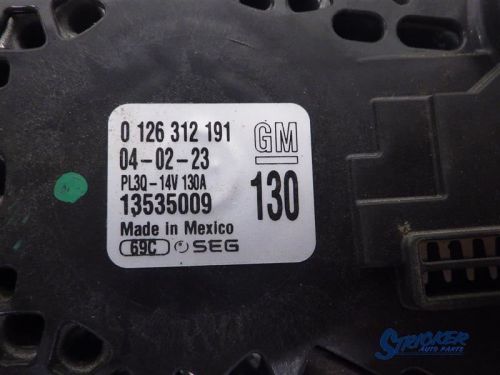 0 126 312 191
GM
04-02-23
PL3Q-14V 130A
13535009
130
Made in Mexico
69C SEG
STRICKER
AUTO PARTS